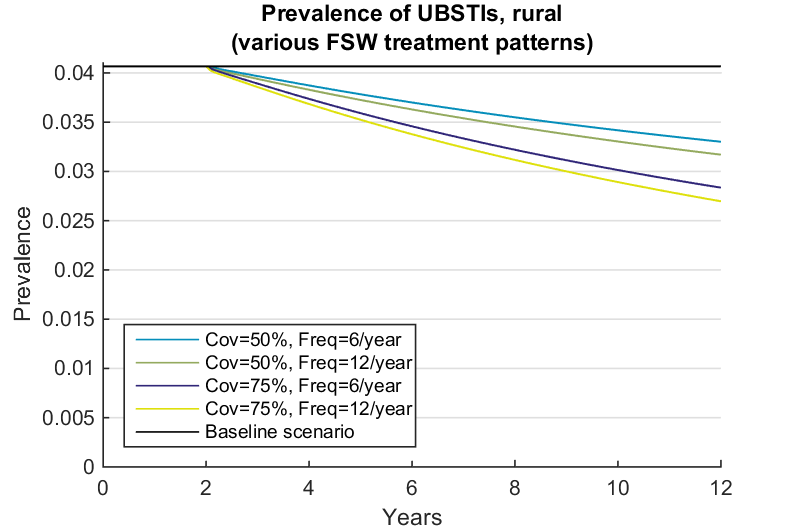 Prevalence of UBSTIs, rural
(various FSW treatment patterns)
0.04
0.035
0.03
0.025
0.02
0.015
0.01
0.005
0
Prevalence
Cov=50%, Freq=6/year
Cov=50%, Freq=12/year
Cov=75%, Freq=6/year
Cov=75%, Freq=12/year
Baseline scenario
0 2 4 6 8 10 12
Years